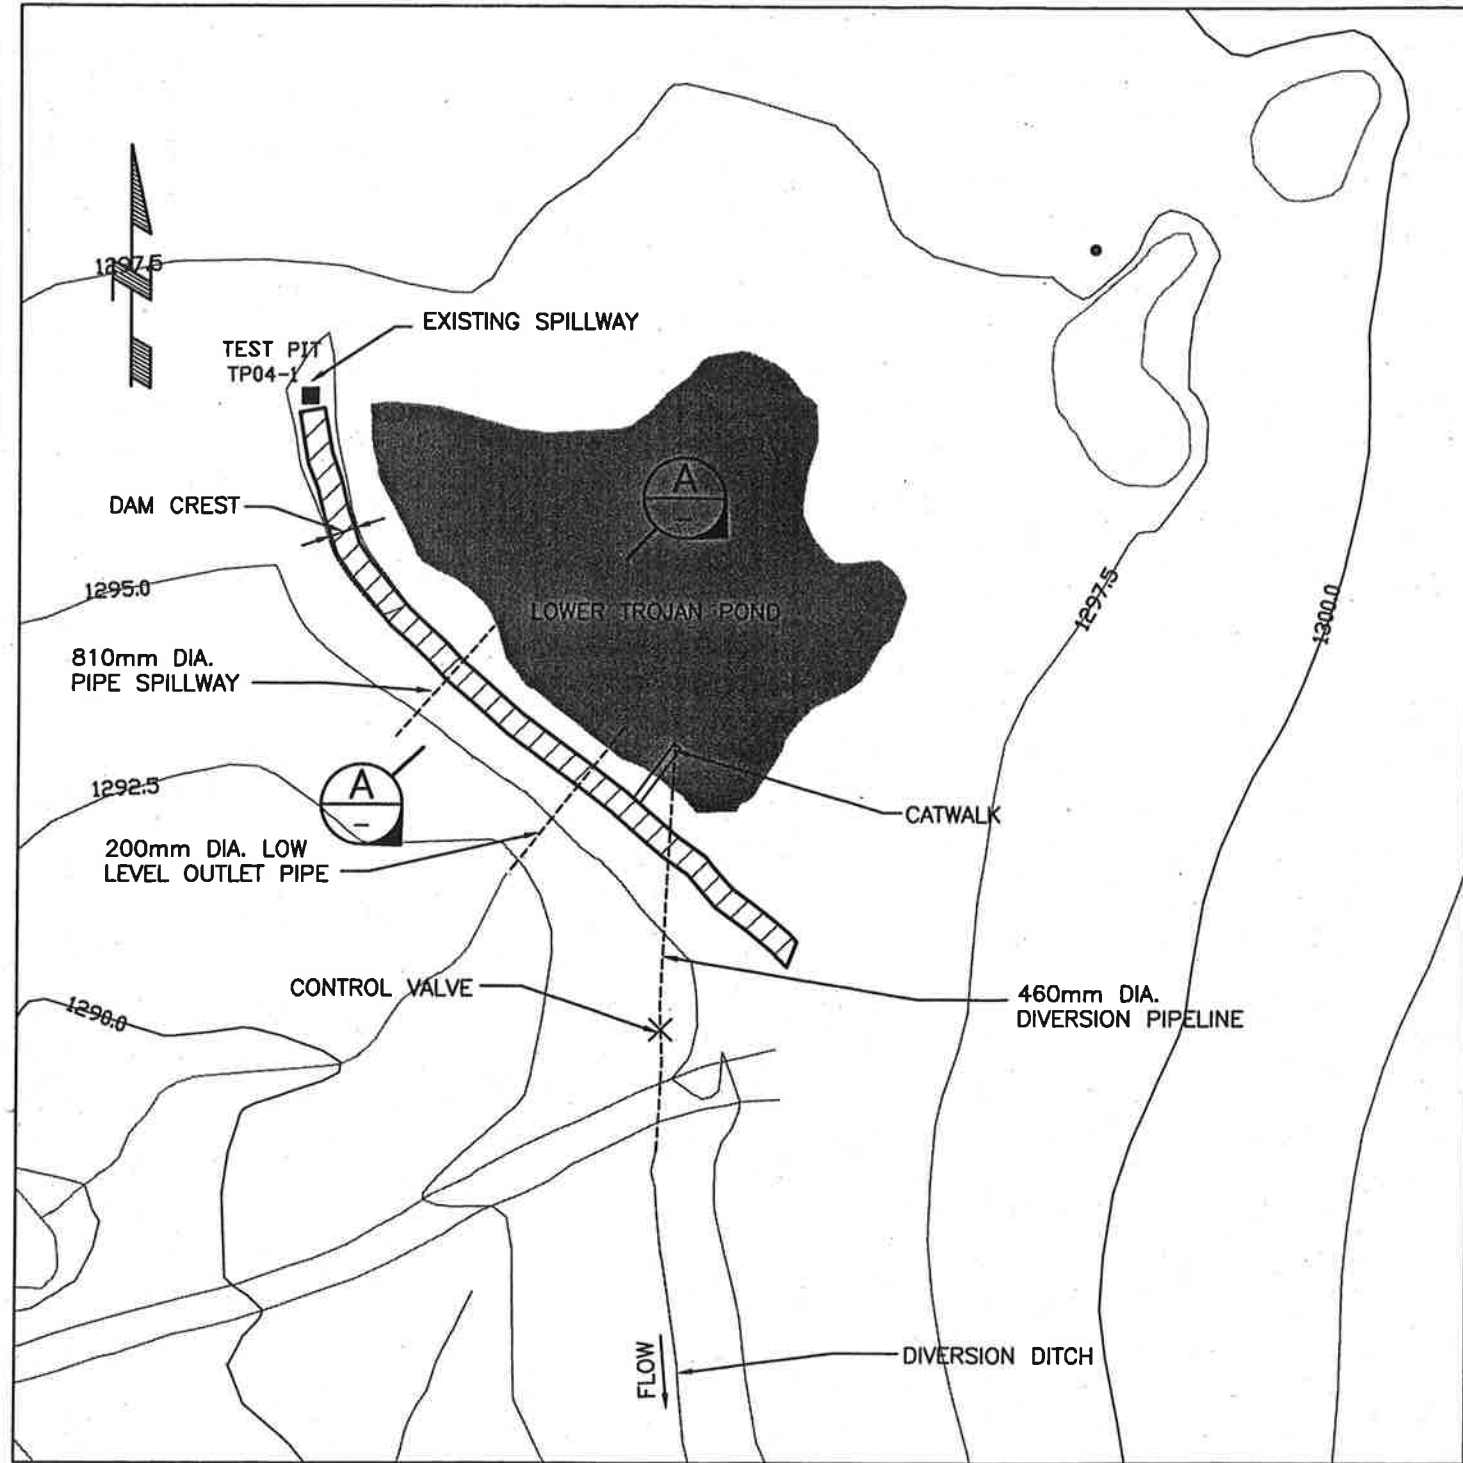 1297.5
EXISTING SPILLWAY
TEST PIT
TP04-1
DAM CREST
A
-
1295.0
LOWER TROJAN POND
1297.5
1300.0
810mm DIA.
PIPE SPILLWAY
1292.5
A
-
CATWALK
200mm DIA. LOW
LEVEL OUTLET PIPE
CONTROL VALVE
460mm DIA.
DIVERSION PIPELINE
1290.0
FLOW
DIVERSION DITCH